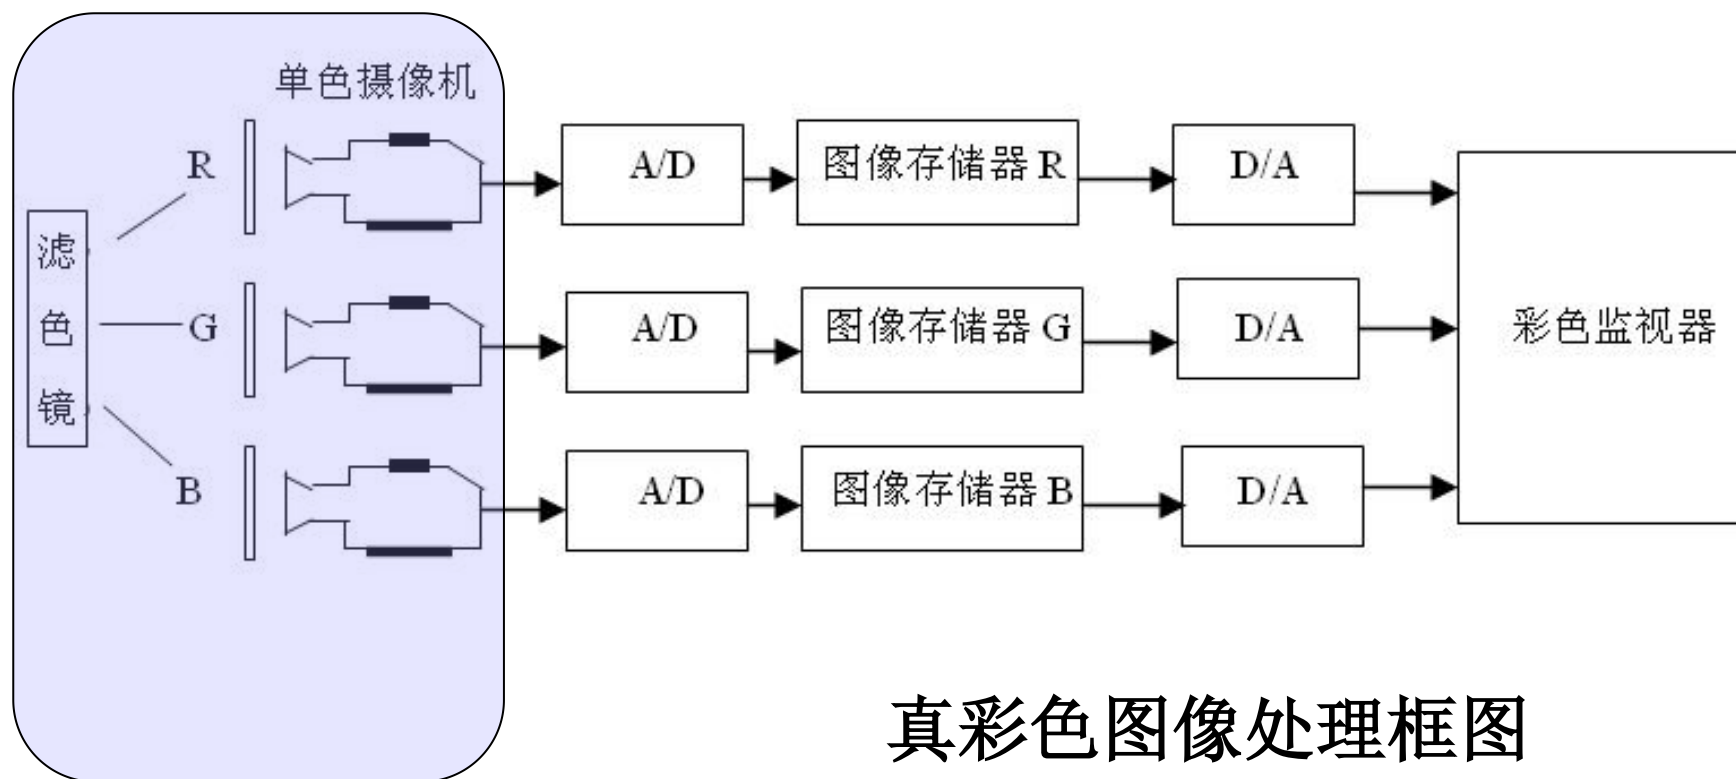 单色摄像机
滤色镜
R
A/D
图像存储器 R
D/A
G
A/D
图像存储器 G
D/A
彩色监视器
B
A/D
图像存储器 B
D/A
真彩色图像处理框图